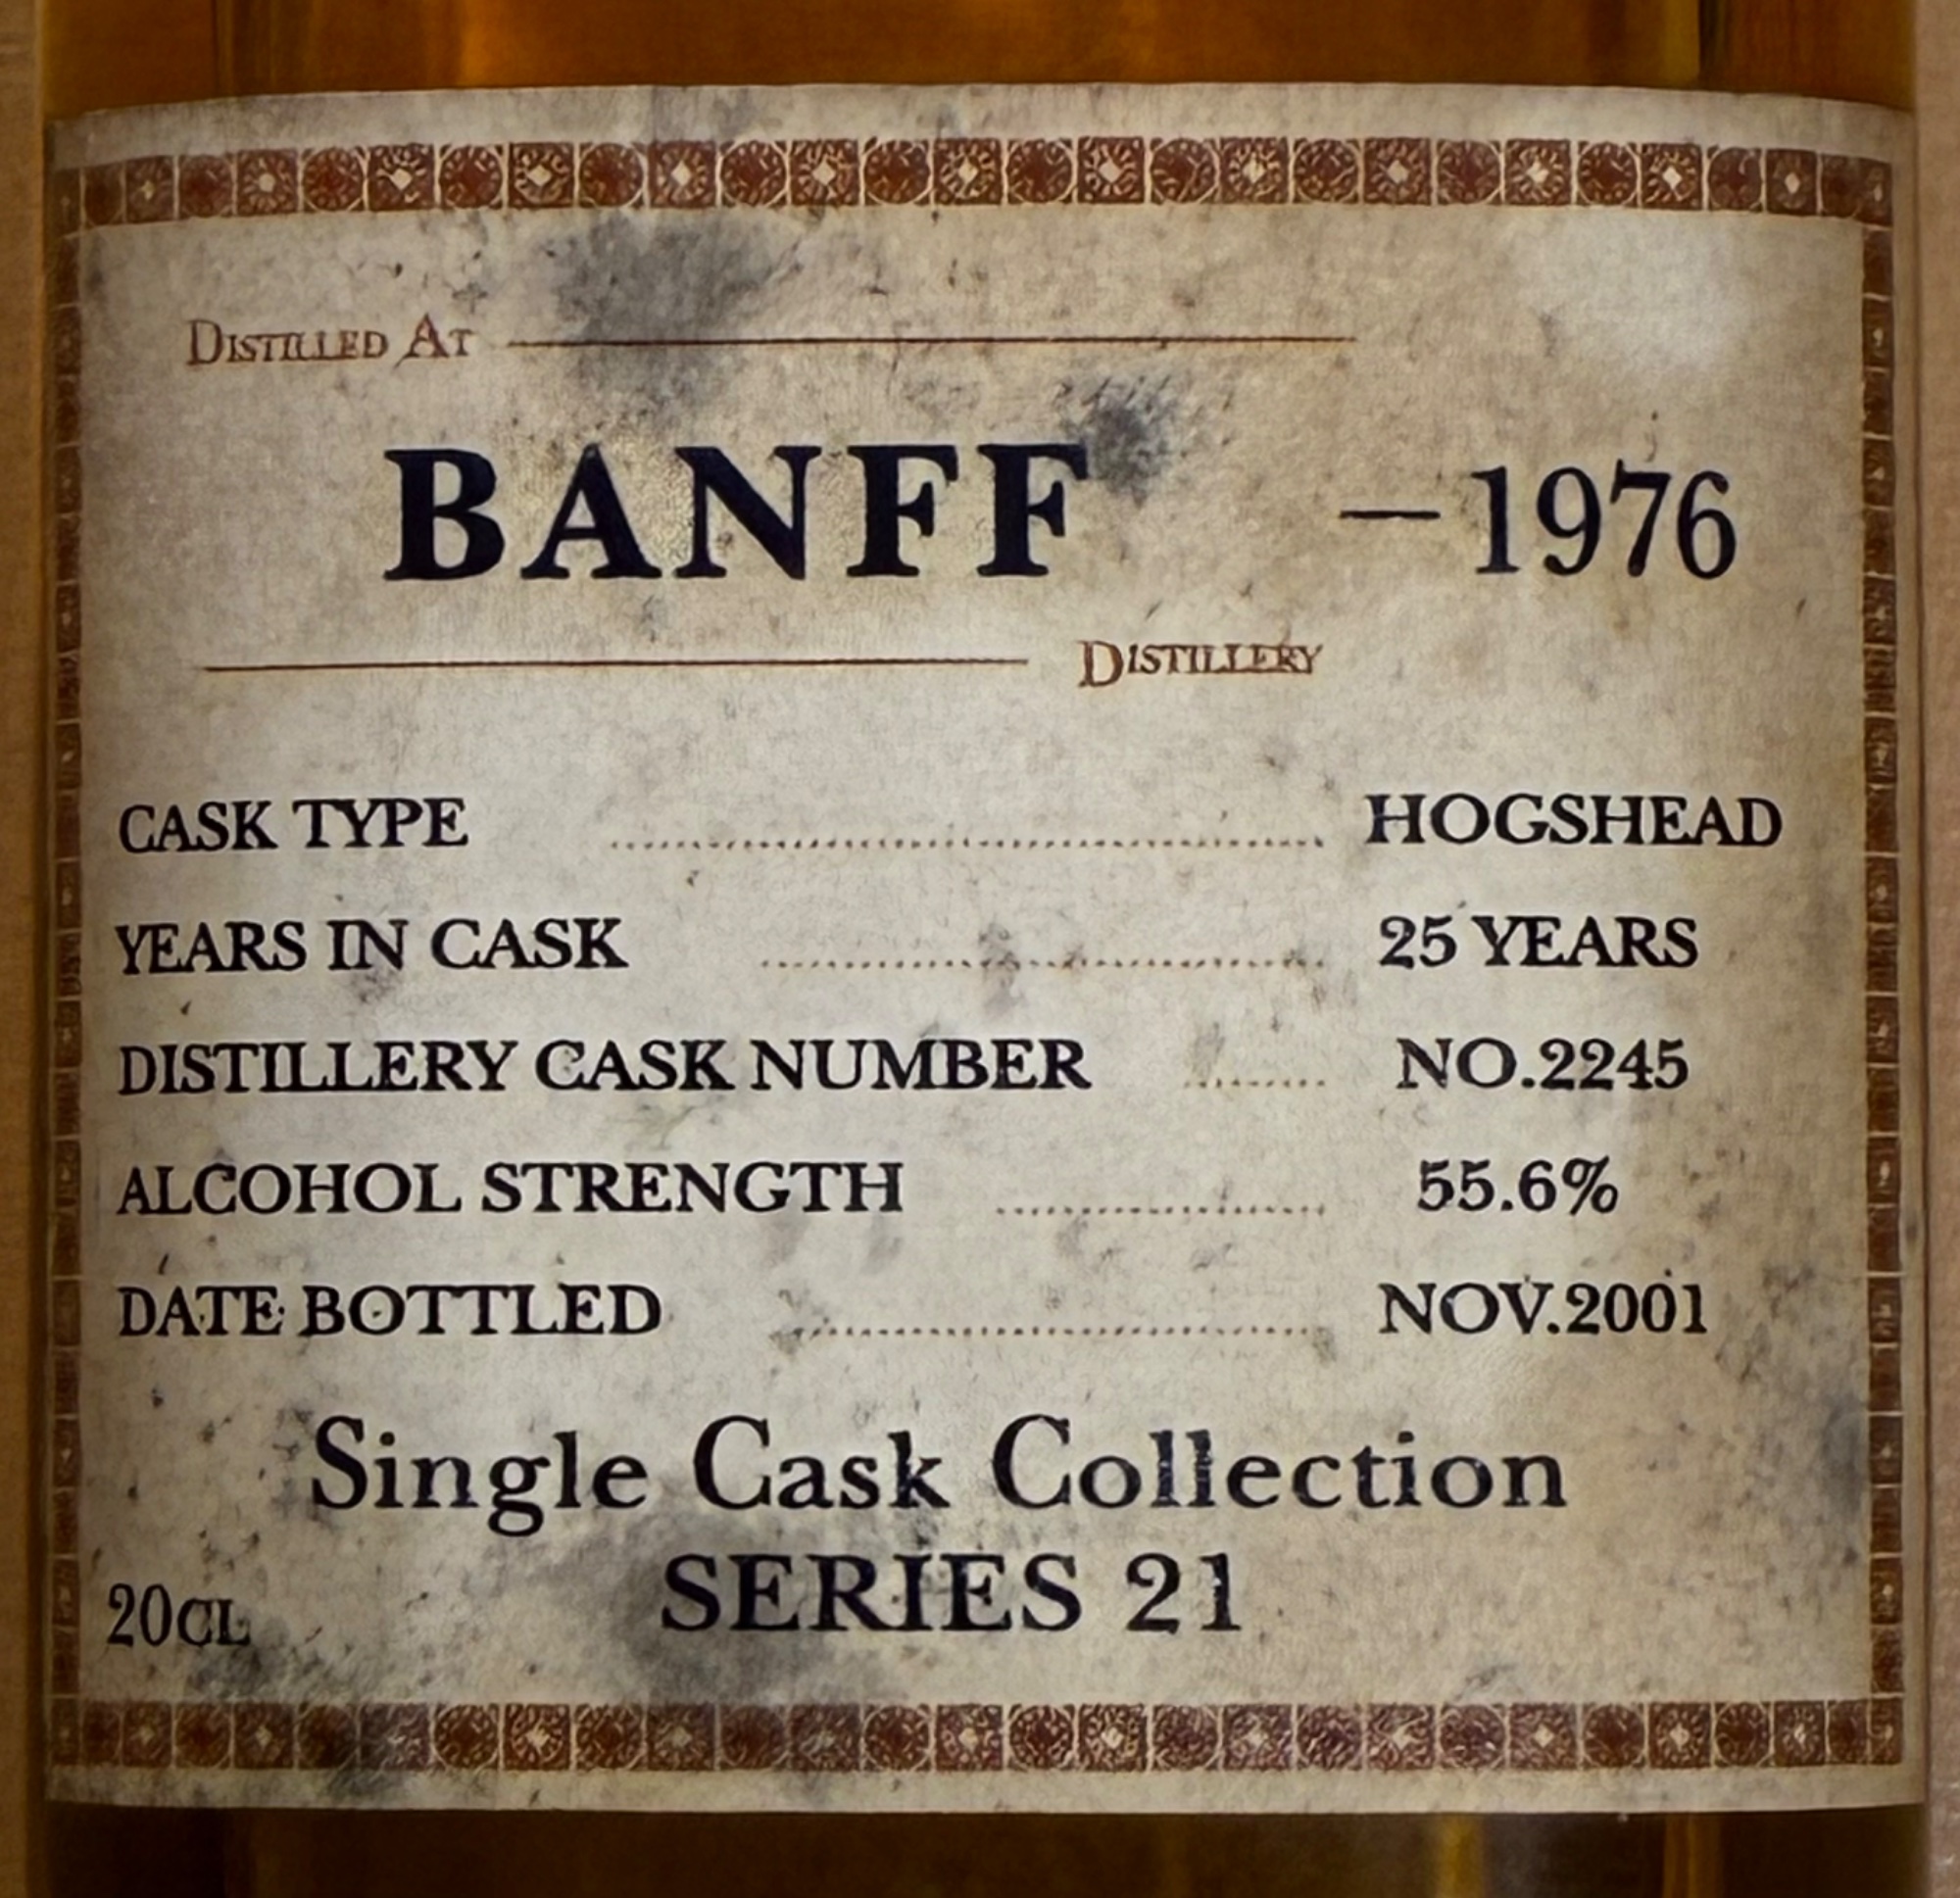 DISTILLED AT
BANFF —1976
DISTILLERY
CASK TYPE HOGSHEAD
YEARS IN CASK 25 YEARS
DISTILLERY CASK NUMBER NO.2245
ALCOHOL STRENGTH 55.6%
DATE BOTTLED NOV.2001
Single Cask Collection
SERIES 21
20CL